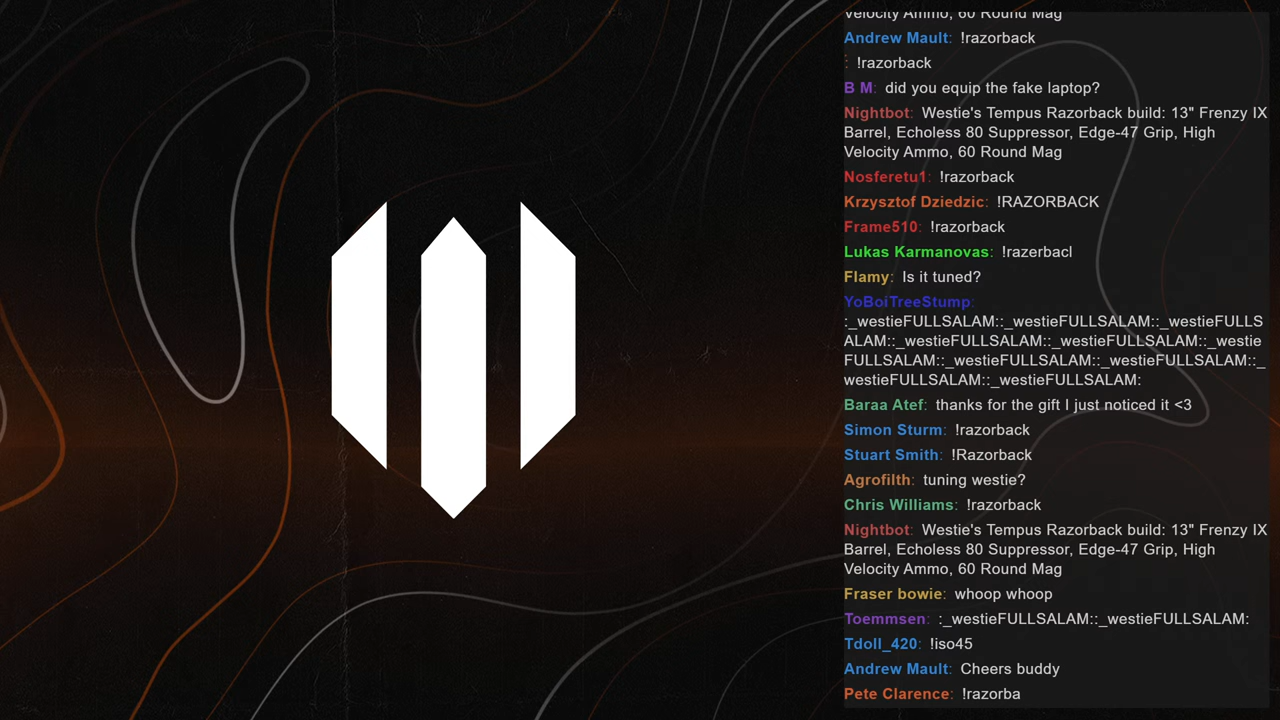 Velocity Ammo, 60 Round Mag
Andrew Mault: !razorback
: !razorback
B M: did you equip the fake laptop?
Nightbot: Westie's Tempus Razorback build: 13" Frenzy IX
Barrel, Echoless 80 Suppressor, Edge-47 Grip, High
Velocity Ammo, 60 Round Mag
Nosferetu1: !razorback
Krzysztof Dziedzic: !RAZORBACK
Frame510: !razorback
Lukas Karmanovas: !razerbacl
Flamy: Is it tuned?
YoBoiTreeStump:
:_westieFULLSALAM::_westieFULLSALAM::_westieFULLS
ALAM::_westieFULLSALAM::_westieFULLSALAM::_westie
FULLSALAM::_westieFULLSALAM::_westieFULLSALAM::_
westieFULLSALAM::_westieFULLSALAM:
Baraa Atef: thanks for the gift I just noticed it <3
Simon Sturm: !razorback
Stuart Smith: !Razorback
Agrofilth: tuning westie?
Chris Williams: !razorback
Nightbot: Westie's Tempus Razorback build: 13" Frenzy IX
Barrel, Echoless 80 Suppressor, Edge-47 Grip, High
Velocity Ammo, 60 Round Mag
Fraser bowie: whoop whoop
Toemmsen: :_westieFULLSALAM::_westieFULLSALAM:
Tdoll_420: !iso45
Andrew Mault: Cheers buddy
Pete Clarence: !razorba